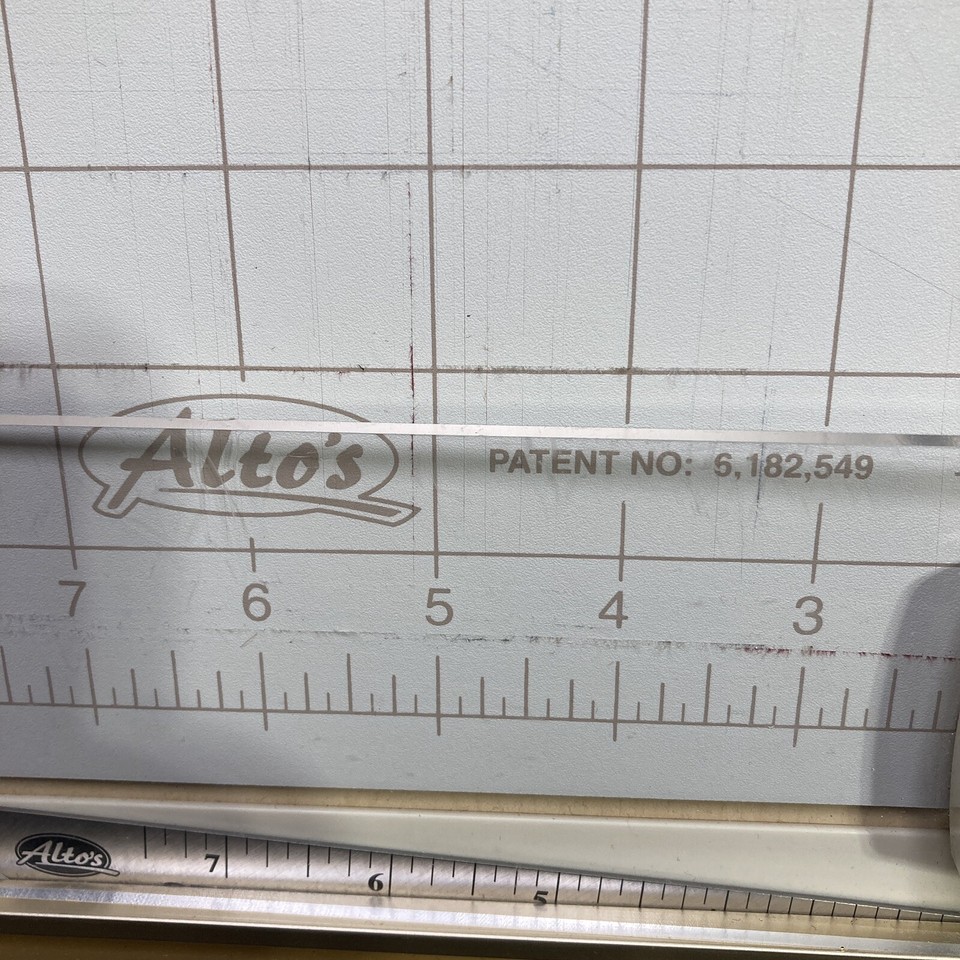 Alto's
PATENT NO: 6,182,549
7 6 5 4 3
Alto's 7 6 5